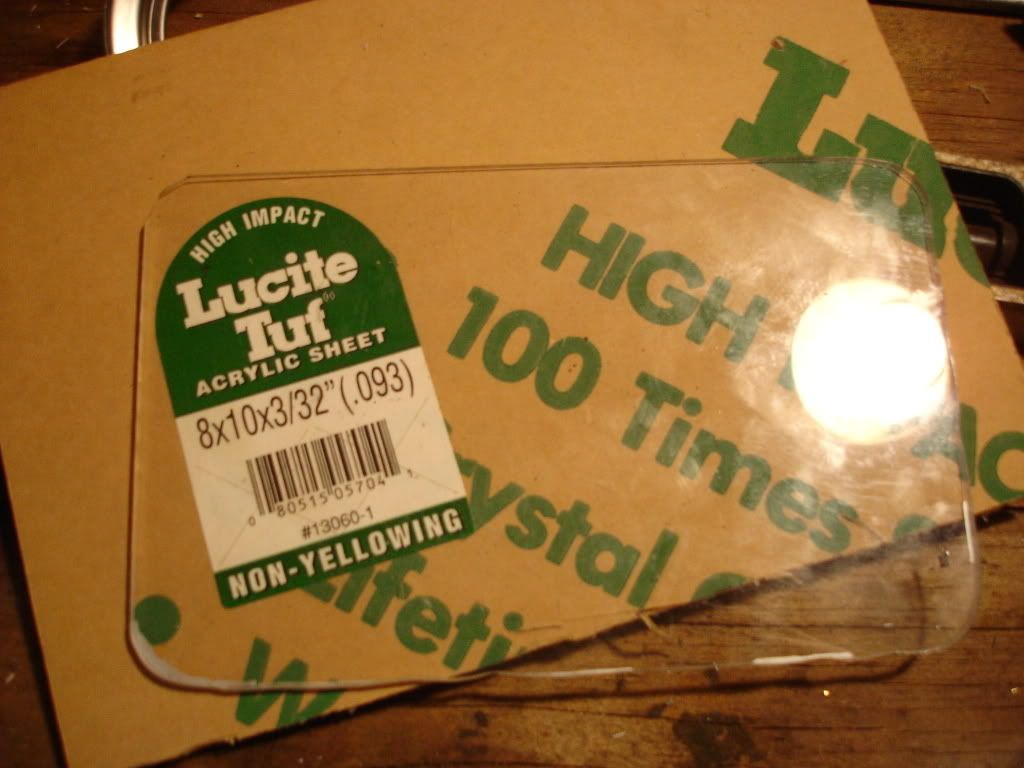 HIGH IMPACT
Lucite
Tuf
ACRYLIC SHEET
8x10x3/32" (.093)
0 80515 05704 1
#13060-1
NON-YELLOWING
HIGH
100 Times